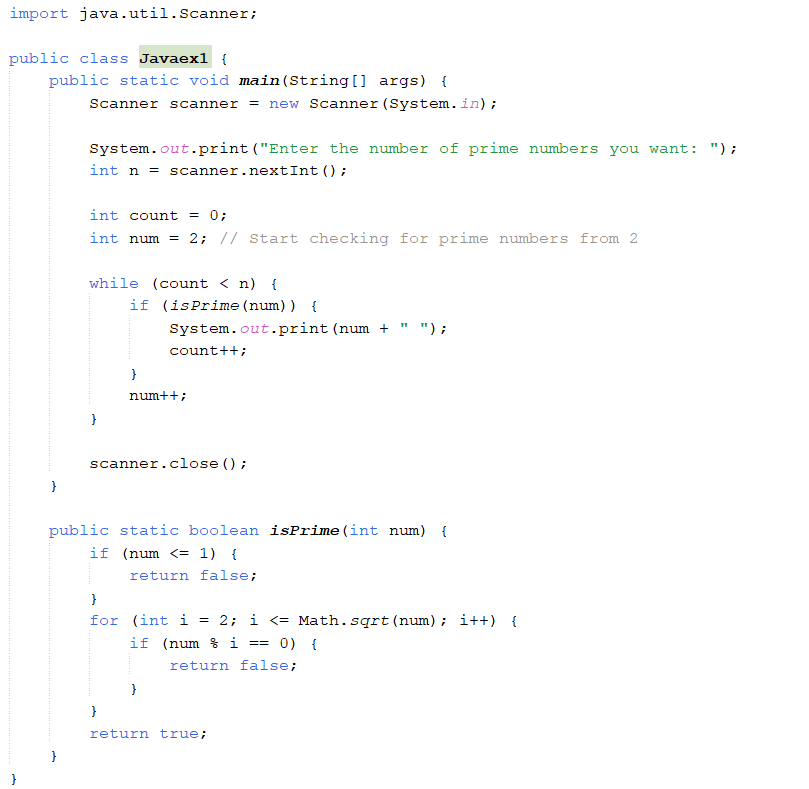 import java.util.Scanner;

public class Javaex1 {
    public static void main(String[] args) {
        Scanner scanner = new Scanner(System.in);

        System.out.print("Enter the number of prime numbers you want: ");
        int n = scanner.nextInt();

        int count = 0;
        int num = 2; // Start checking for prime numbers from 2

        while (count < n) {
            if (isPrime(num)) {
                System.out.print(num + " ");
                count++;
            }
            num++;
        }

        scanner.close();
    }

    public static boolean isPrime(int num) {
        if (num <= 1) {
            return false;
        }
        for (int i = 2; i <= Math.sqrt(num); i++) {
            if (num % i == 0) {
                return false;
            }
        }
        return true;
    }
}